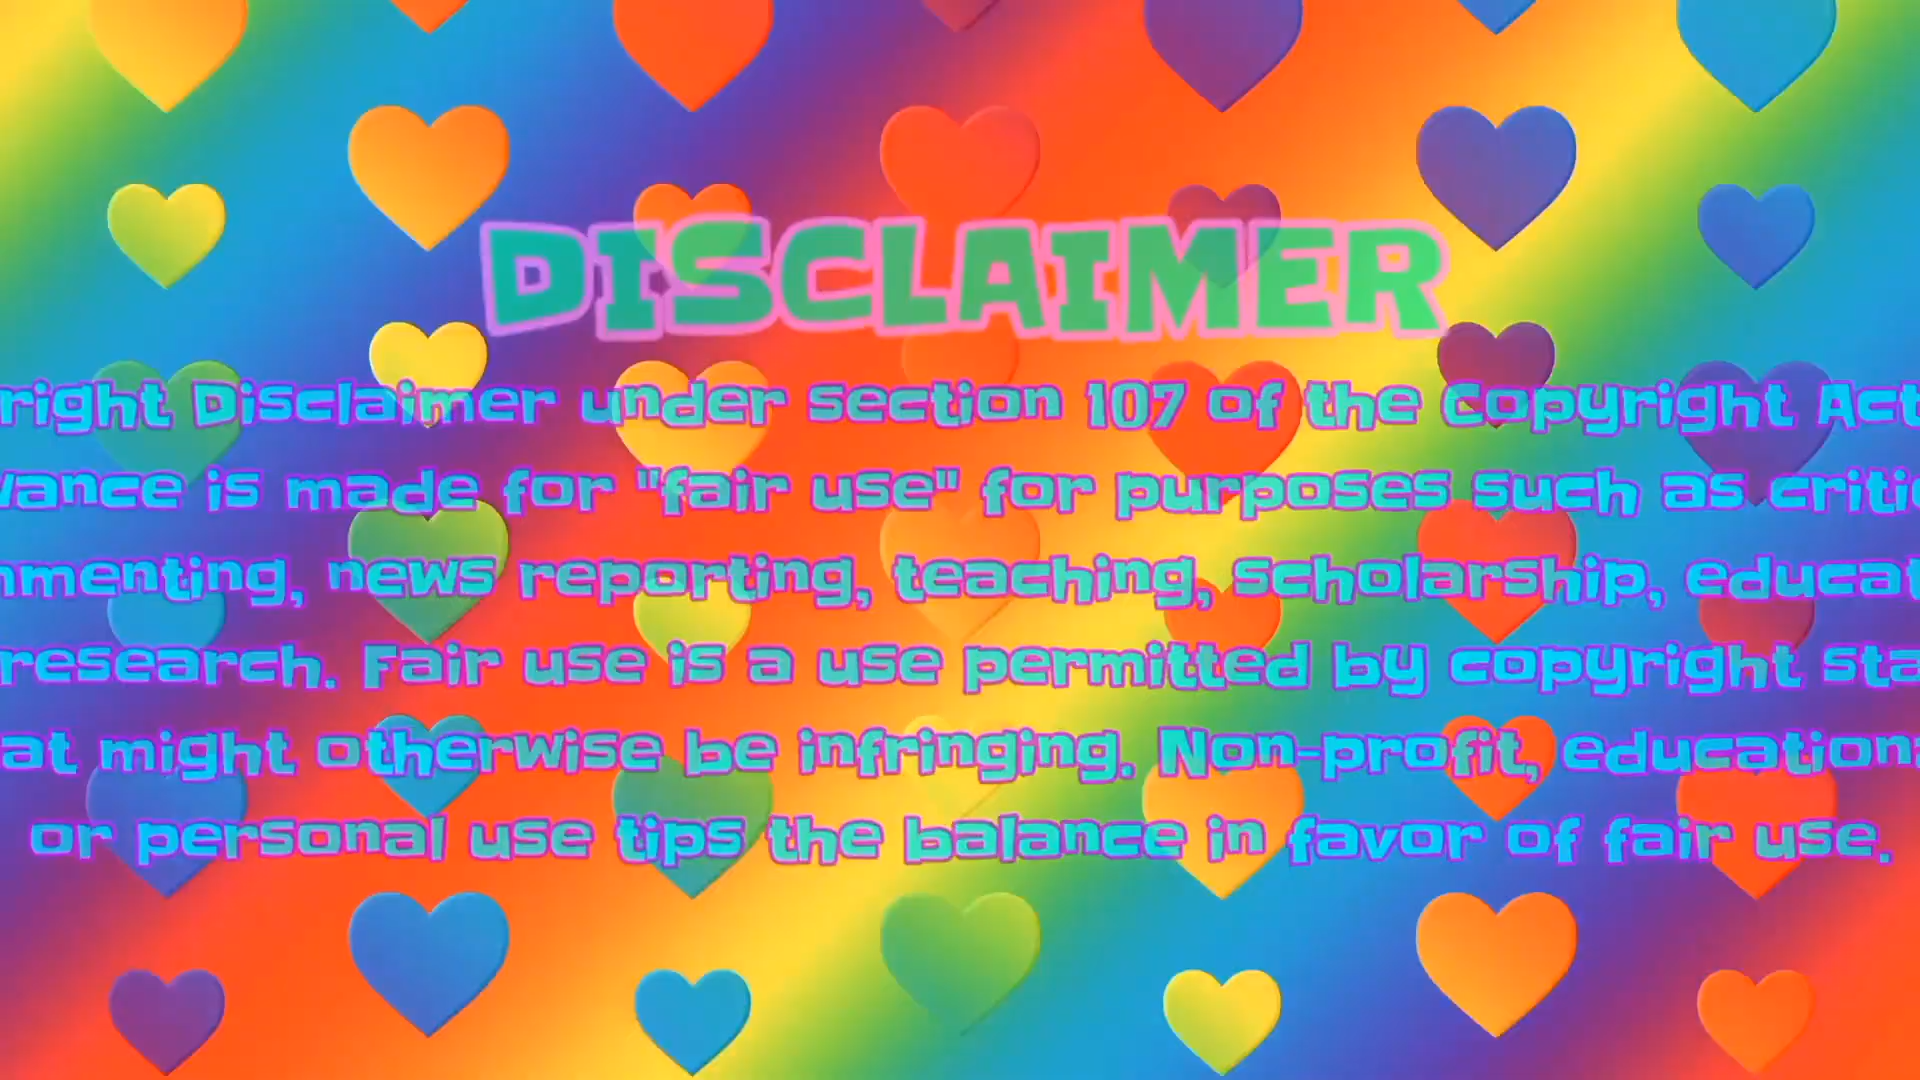 DISCLAIMER
right Disclaimer under section 107 of the Copyright Act
vance is made for "fair use" for purposes such as critic
menting, news reporting, teaching, scholarship, educat
research. Fair use is a use permitted by copyright sta
at might otherwise be infringing. Non-profit, education
or personal use tips the balance in favor of fair use.